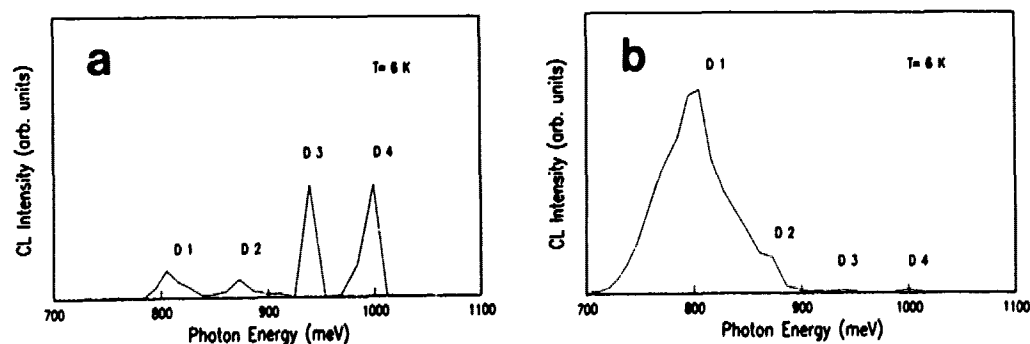 a
T= 6 K
D 1
D 2
D 3
D 4
CL Intensity (arb. units)
700
800
900
1000
1100
Photon Energy (meV)
b
D 1
T= 6 K
D 2
D 3
D 4
CL Intensity (arb. units)
700
800
900
1000
1100
Photon Energy (meV)